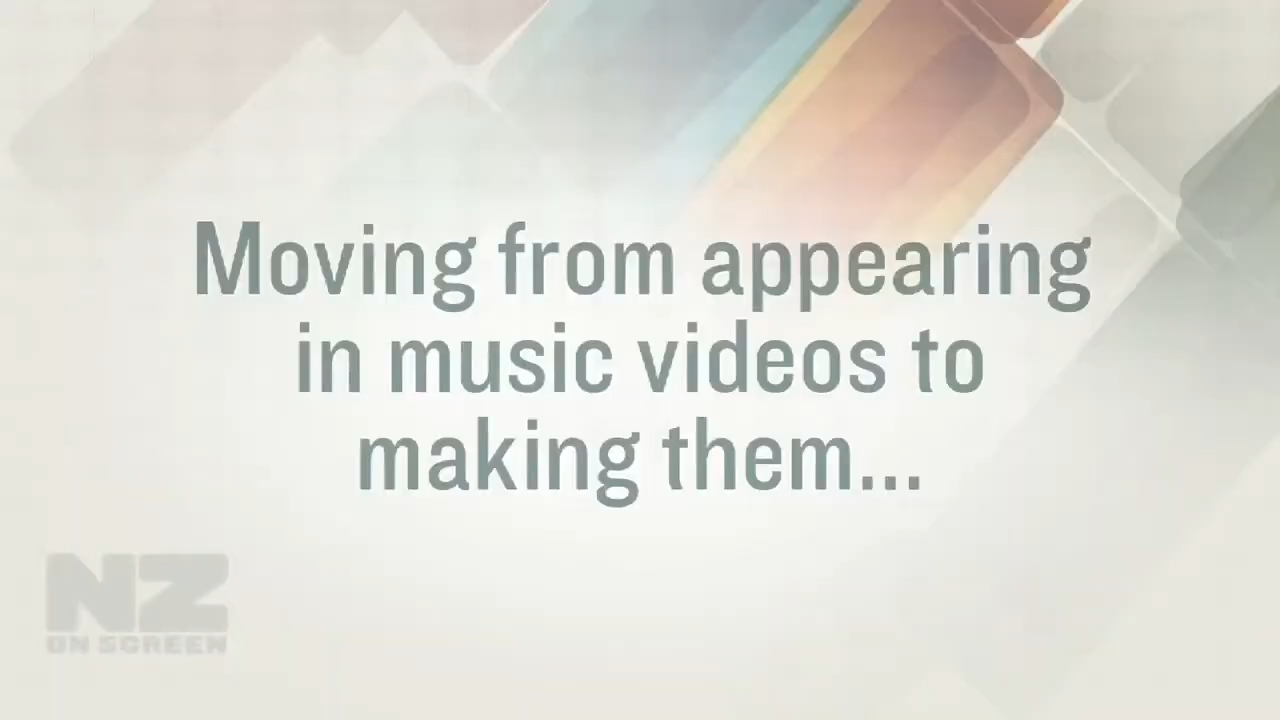 Moving from appearing
in music videos to
making them...
NZ
ON SCREEN